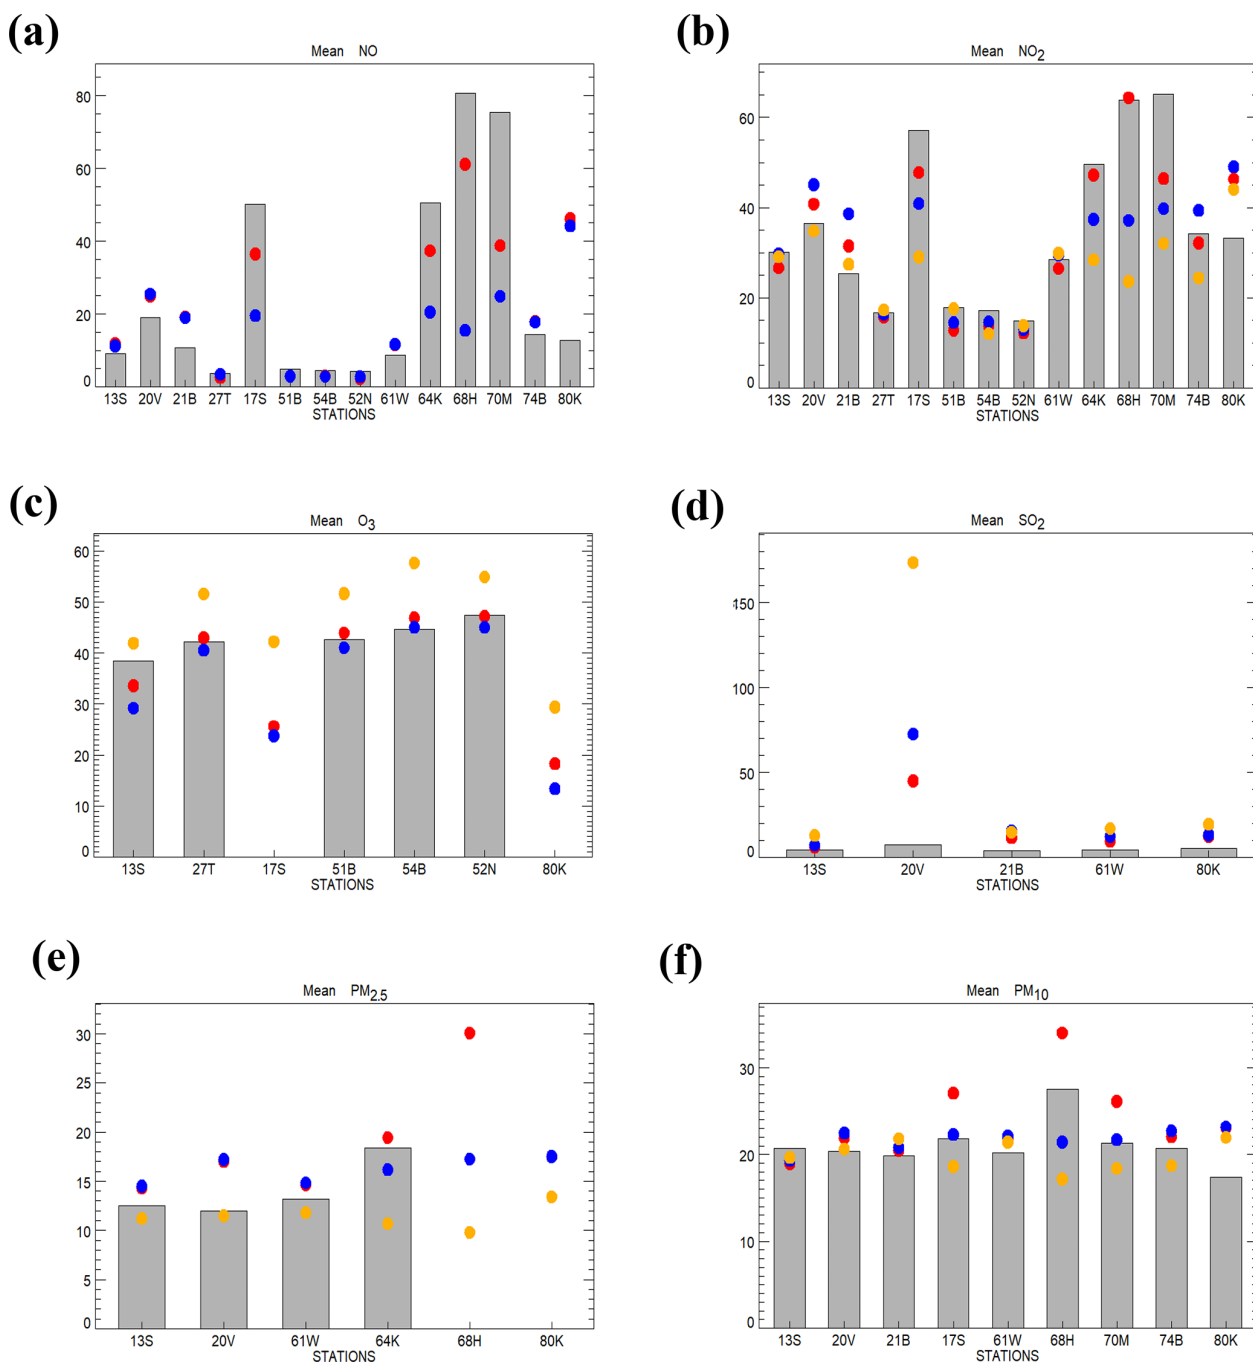 (a)
Mean NO
80
60
40
20
0
13S 20V 21B 27T 17S 51B 54B 52N 61W 64K 68H 70M 74B 80K
STATIONS
(b)
Mean NO2
60
40
20
0
13S 20V 21B 27T 17S 51B 54B 52N 61W 64K 68H 70M 74B 80K
STATIONS
(c)
Mean O3
60
50
40
30
20
10
0
13S 27T 17S 51B 54B 52N 80K
STATIONS
(d)
Mean SO2
150
100
50
0
13S 20V 21B 61W 80K
STATIONS
(e)
Mean PM2.5
30
25
20
15
10
5
0
13S 20V 61W 64K 68H 80K
STATIONS
(f)
Mean PM10
30
20
10
0
13S 20V 21B 17S 61W 68H 70M 74B 80K
STATIONS